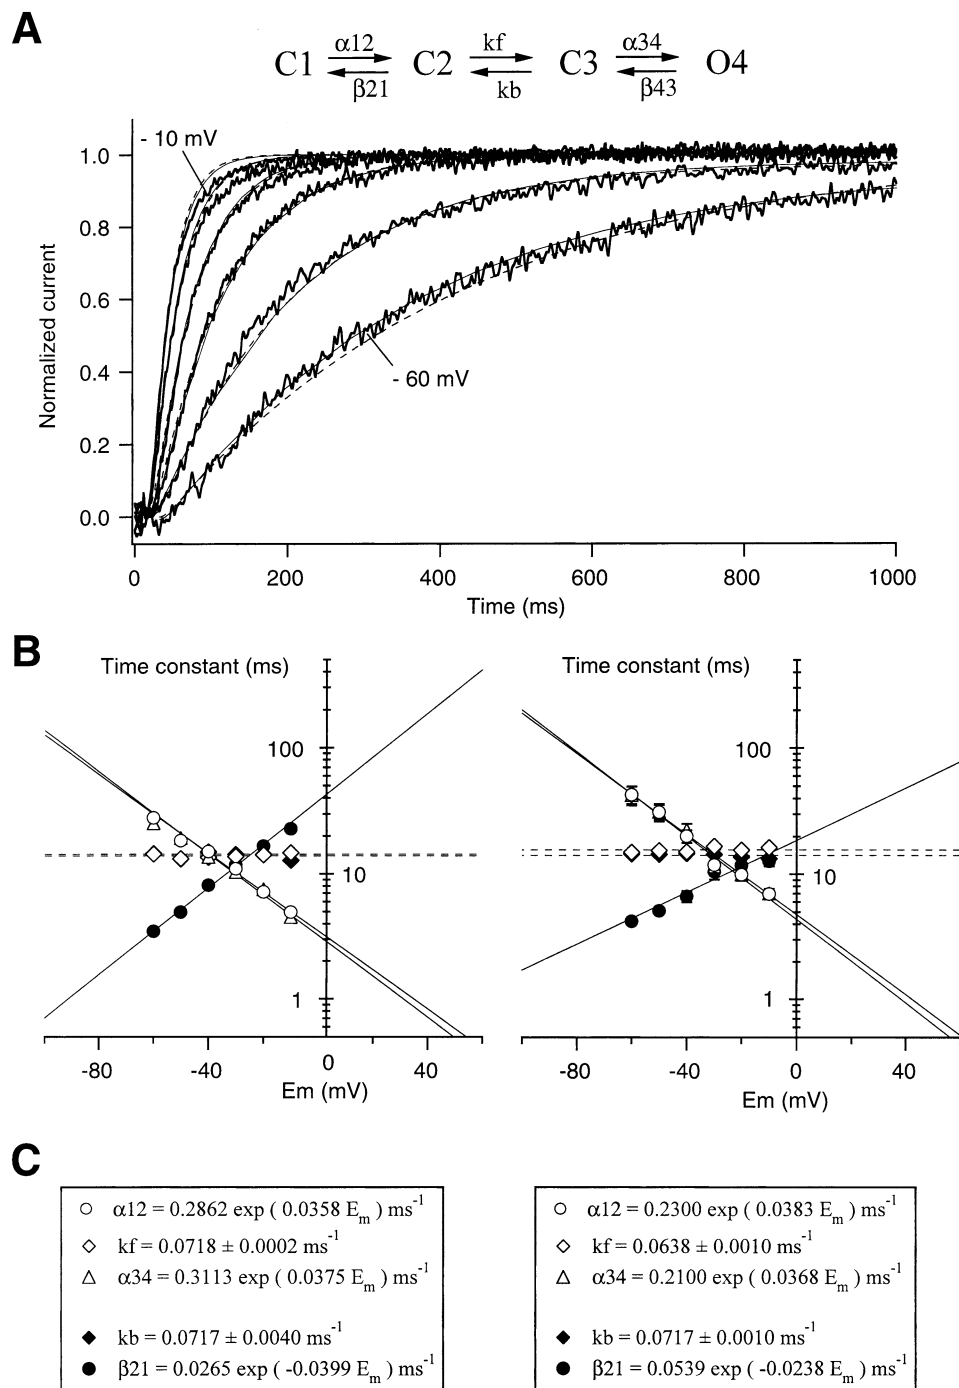 A
α12 kf α34
C1 C2 C3 O4
β21 kb β43
- 10 mV
1.0
0.8
0.6
0.4
0.2
0.0
Normalized current
- 60 mV
0 200 400 600 800 1000
Time (ms)
B
Time constant (ms)
100
10
1
-80 -40 0 40
Em (mV)
Time constant (ms)
100
10
1
-80 -40 0 40
Em (mV)
C
α12 = 0.2862 exp ( 0.0358 Em ) ms-1
kf = 0.0718 ± 0.0002 ms-1
α34 = 0.3113 exp ( 0.0375 Em ) ms-1
kb = 0.0717 ± 0.0040 ms-1
β21 = 0.0265 exp ( -0.0399 Em ) ms-1
α12 = 0.2300 exp ( 0.0383 Em ) ms-1
kf = 0.0638 ± 0.0010 ms-1
α34 = 0.2100 exp ( 0.0368 Em ) ms-1
kb = 0.0717 ± 0.0010 ms-1
β21 = 0.0539 exp ( -0.0238 Em ) ms-1